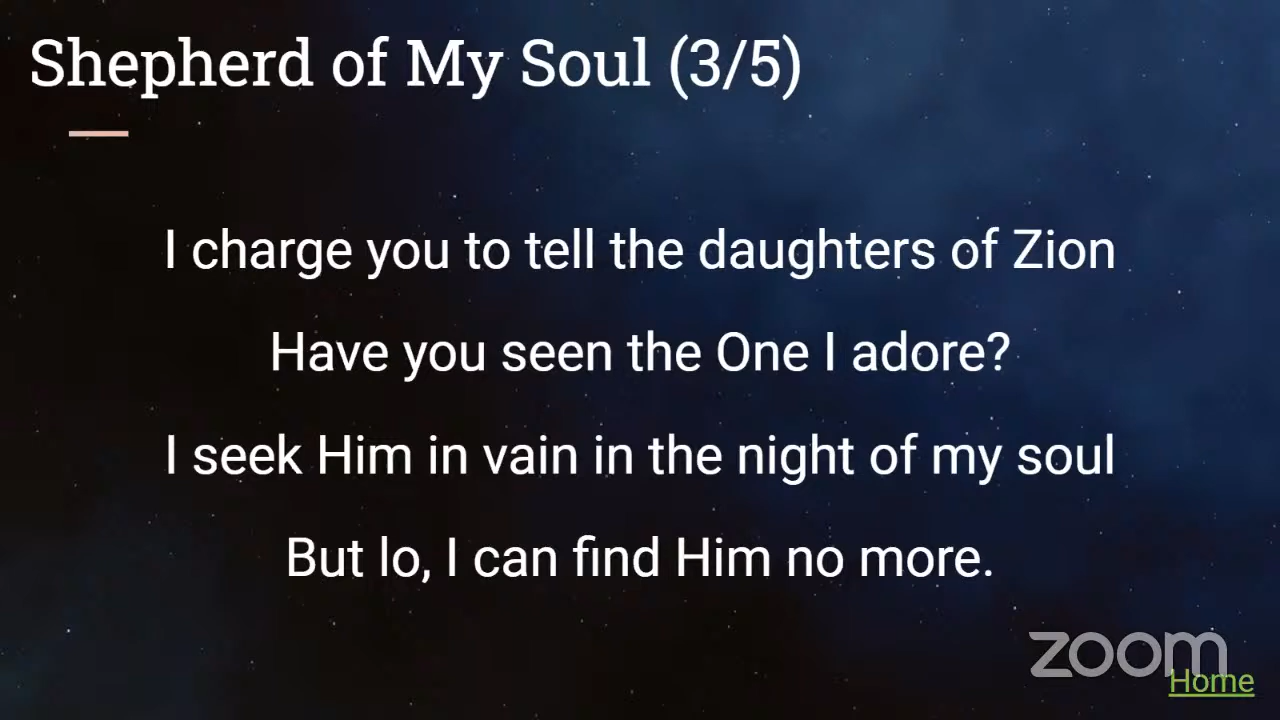 Shepherd of My Soul (3/5)
I charge you to tell the daughters of Zion
Have you seen the One I adore?
I seek Him in vain in the night of my soul
But lo, I can find Him no more.
zoom
Home